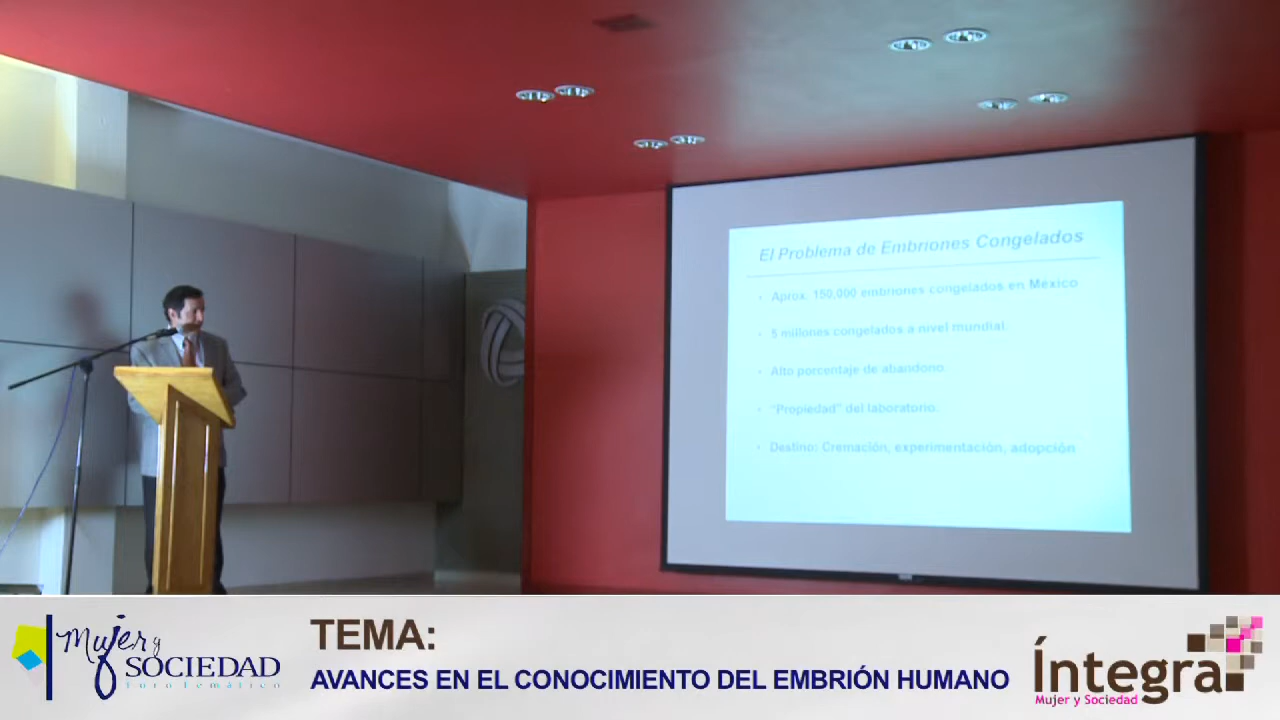 El Problema de Embriones Congelados
• Aprox. 150,000 embriones congelados en México
• 5 millones congelados a nivel mundial.
• Alto porcentaje de abandono.
• "Propiedad" del laboratorio.
• Destino: Cremación, experimentación, adopción
Mujer y
SOCIEDAD
Foro Temático
TEMA:
AVANCES EN EL CONOCIMIENTO DEL EMBRIÓN HUMANO
Íntegra
Mujer y Sociedad